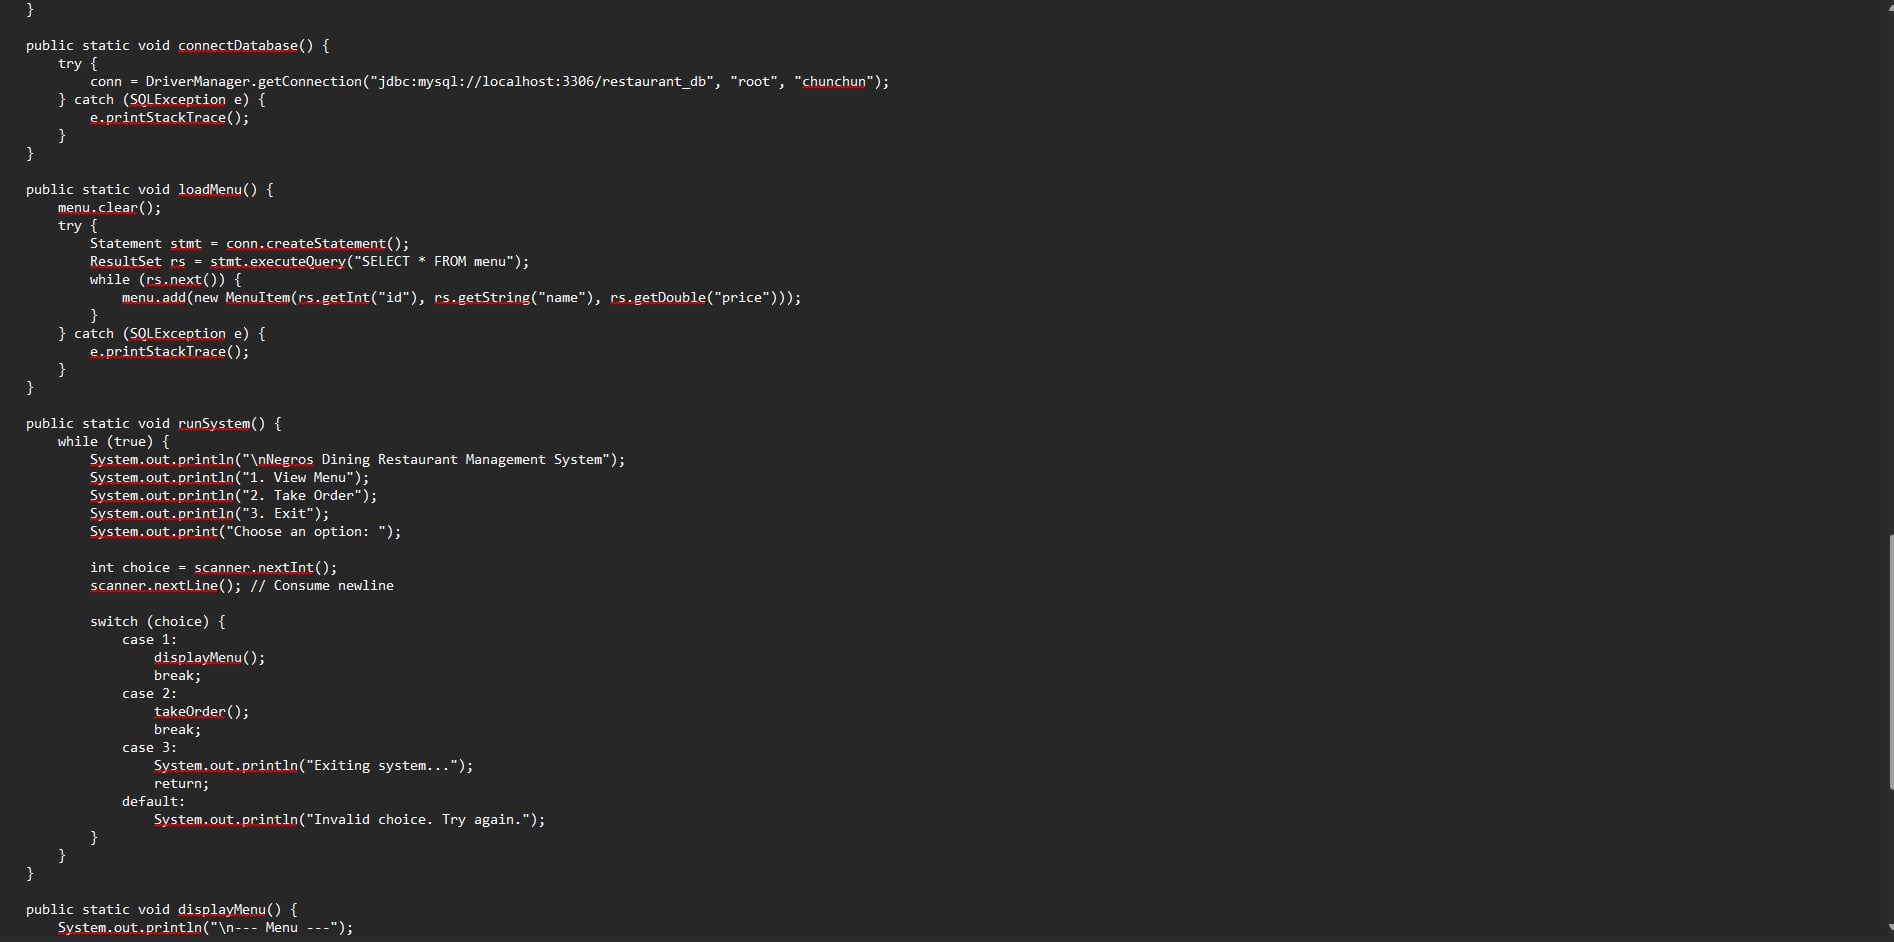 }
public static void connectDatabase() {
    try {
        conn = DriverManager.getConnection("jdbc:mysql://localhost:3306/restaurant_db", "root", "chunchun");
    } catch (SQLException e) {
        e.printStackTrace();
    }
}
public static void loadMenu() {
    menu.clear();
    try {
        Statement stmt = conn.createStatement();
        ResultSet rs = stmt.executeQuery("SELECT * FROM menu");
        while (rs.next()) {
            menu.add(new MenuItem(rs.getInt("id"), rs.getString("name"), rs.getDouble("price")));
        }
    } catch (SQLException e) {
        e.printStackTrace();
    }
}
public static void runSystem() {
    while (true) {
        System.out.println("\nNegros Dining Restaurant Management System");
        System.out.println("1. View Menu");
        System.out.println("2. Take Order");
        System.out.println("3. Exit");
        System.out.print("Choose an option: ");
        int choice = scanner.nextInt();
        scanner.nextLine(); // Consume newline
        switch (choice) {
            case 1:
                displayMenu();
                break;
            case 2:
                takeOrder();
                break;
            case 3:
                System.out.println("Exiting system...");
                return;
            default:
                System.out.println("Invalid choice. Try again.");
        }
    }
}
public static void displayMenu() {
    System.out.println("\n--- Menu ---");